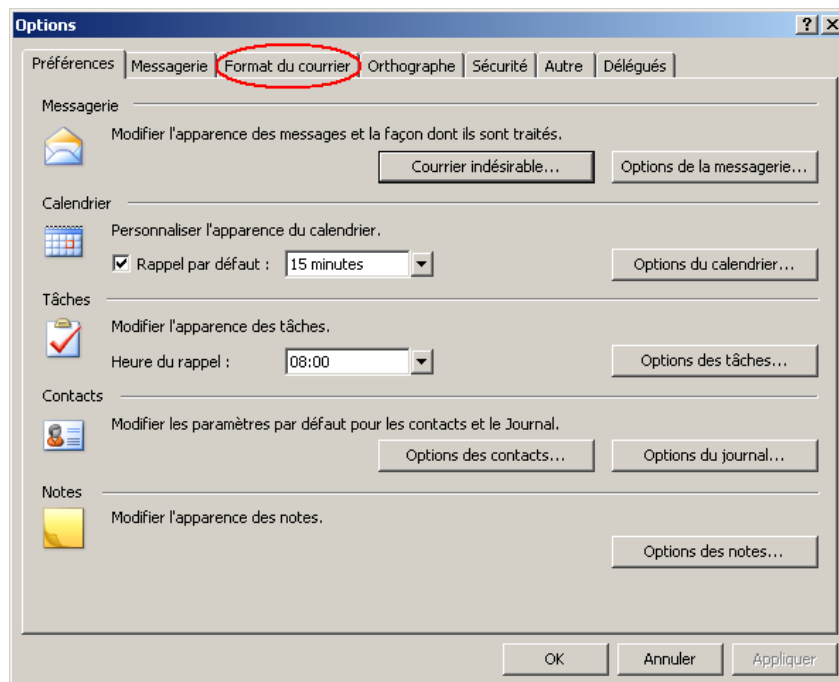 Options
Préférences Messagerie Format du courrier Orthographe Sécurité Autre Délégués
Messagerie
Modifier l'apparence des messages et la façon dont ils sont traités.
Courrier indésirable... Options de la messagerie...
Calendrier
Personnaliser l'apparence du calendrier.
Rappel par défaut : 15 minutes Options du calendrier...
Tâches
Modifier l'apparence des tâches.
Heure du rappel : 08:00 Options des tâches...
Contacts
Modifier les paramètres par défaut pour les contacts et le Journal.
Options des contacts... Options du journal...
Notes
Modifier l'apparence des notes.
Options des notes...
OK Annuler Appliquer